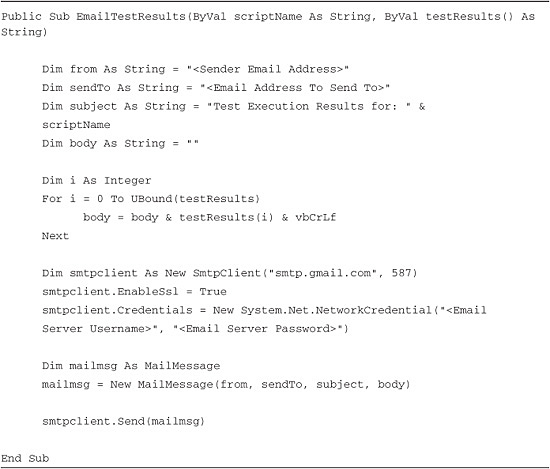 Public Sub EmailTestResults(ByVal scriptName As String, ByVal testResults() As
String)
Dim from As String = "<Sender Email Address>"
Dim sendTo As String = "<Email Address To Send To>"
Dim subject As String = "Test Execution Results for: " &
scriptName
Dim body As String = ""
Dim i As Integer
For i = 0 To UBound(testResults)
body = body & testResults(i) & vbCrLf
Next
Dim smtpclient As New SmtpClient("smtp.gmail.com", 587)
smtpclient.EnableSsl = True
smtpclient.Credentials = New System.Net.NetworkCredential("<Email
Server Username>", "<Email Server Password>")
Dim mailmsg As MailMessage
mailmsg = New MailMessage(from, sendTo, subject, body)
smtpclient.Send(mailmsg)
End Sub